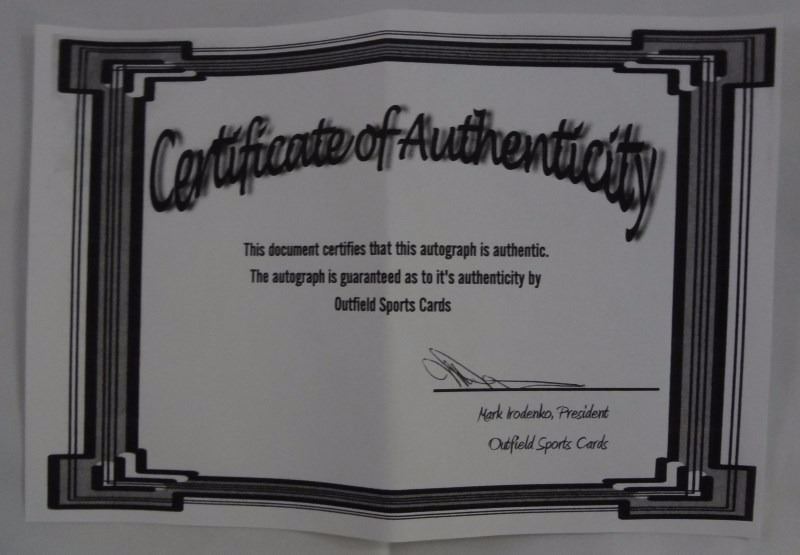 Certificate of Authenticity
This document certifies that this autograph is authentic.
The autograph is guaranteed as to it's authenticity by
Outfield Sports Cards
Mark Irodenko, President
Outfield Sports Cards